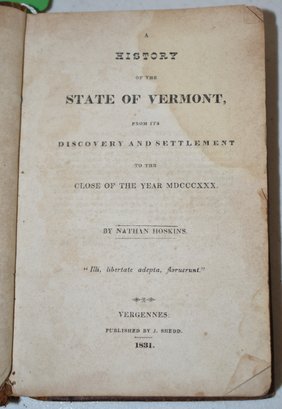 A
HISTORY
OF THE
STATE OF VERMONT,
FROM ITS
DISCOVERY AND SETTLEMENT
TO THE
CLOSE OF THE YEAR MDCCCXXX.
BY NATHAN HOSKINS.
"Illi, libertate adepta, floruerunt."
VERGENNES.
PUBLISHED BY J. SHEDD.
1831.